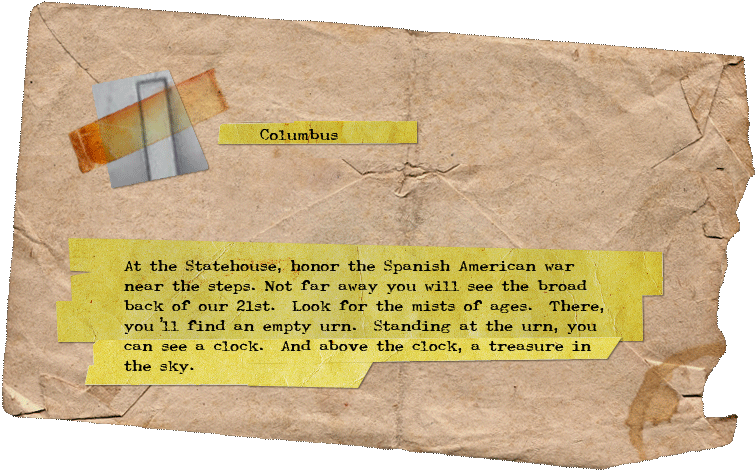 Columbus
At the Statehouse, honor the Spanish American war
near the steps. Not far away you will see the broad
back of our 21st.  Look for the mists of ages.  There,
you'll find an empty urn.  Standing at the urn, you
can see a clock.  And above the clock, a treasure in
the sky.